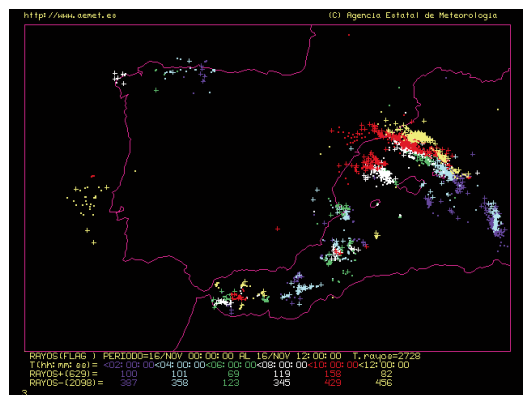 http://www.aemet.es (C) Agencia Estatal de Meteorologia
RAYOS(FLAG ) PERIODO=16/NOV 00:00:00 AL 16/NOV 12:00:00 T.rayos=2728
T(hh:mm:ss)= <02:00:00<04:00:00<06:00:00<08:00:00<10:00:00<12:00:00
RAYOS+(629)= 100 101 69 119 158 82
RAYOS-(2098)= 387 358 123 345 429 456
3